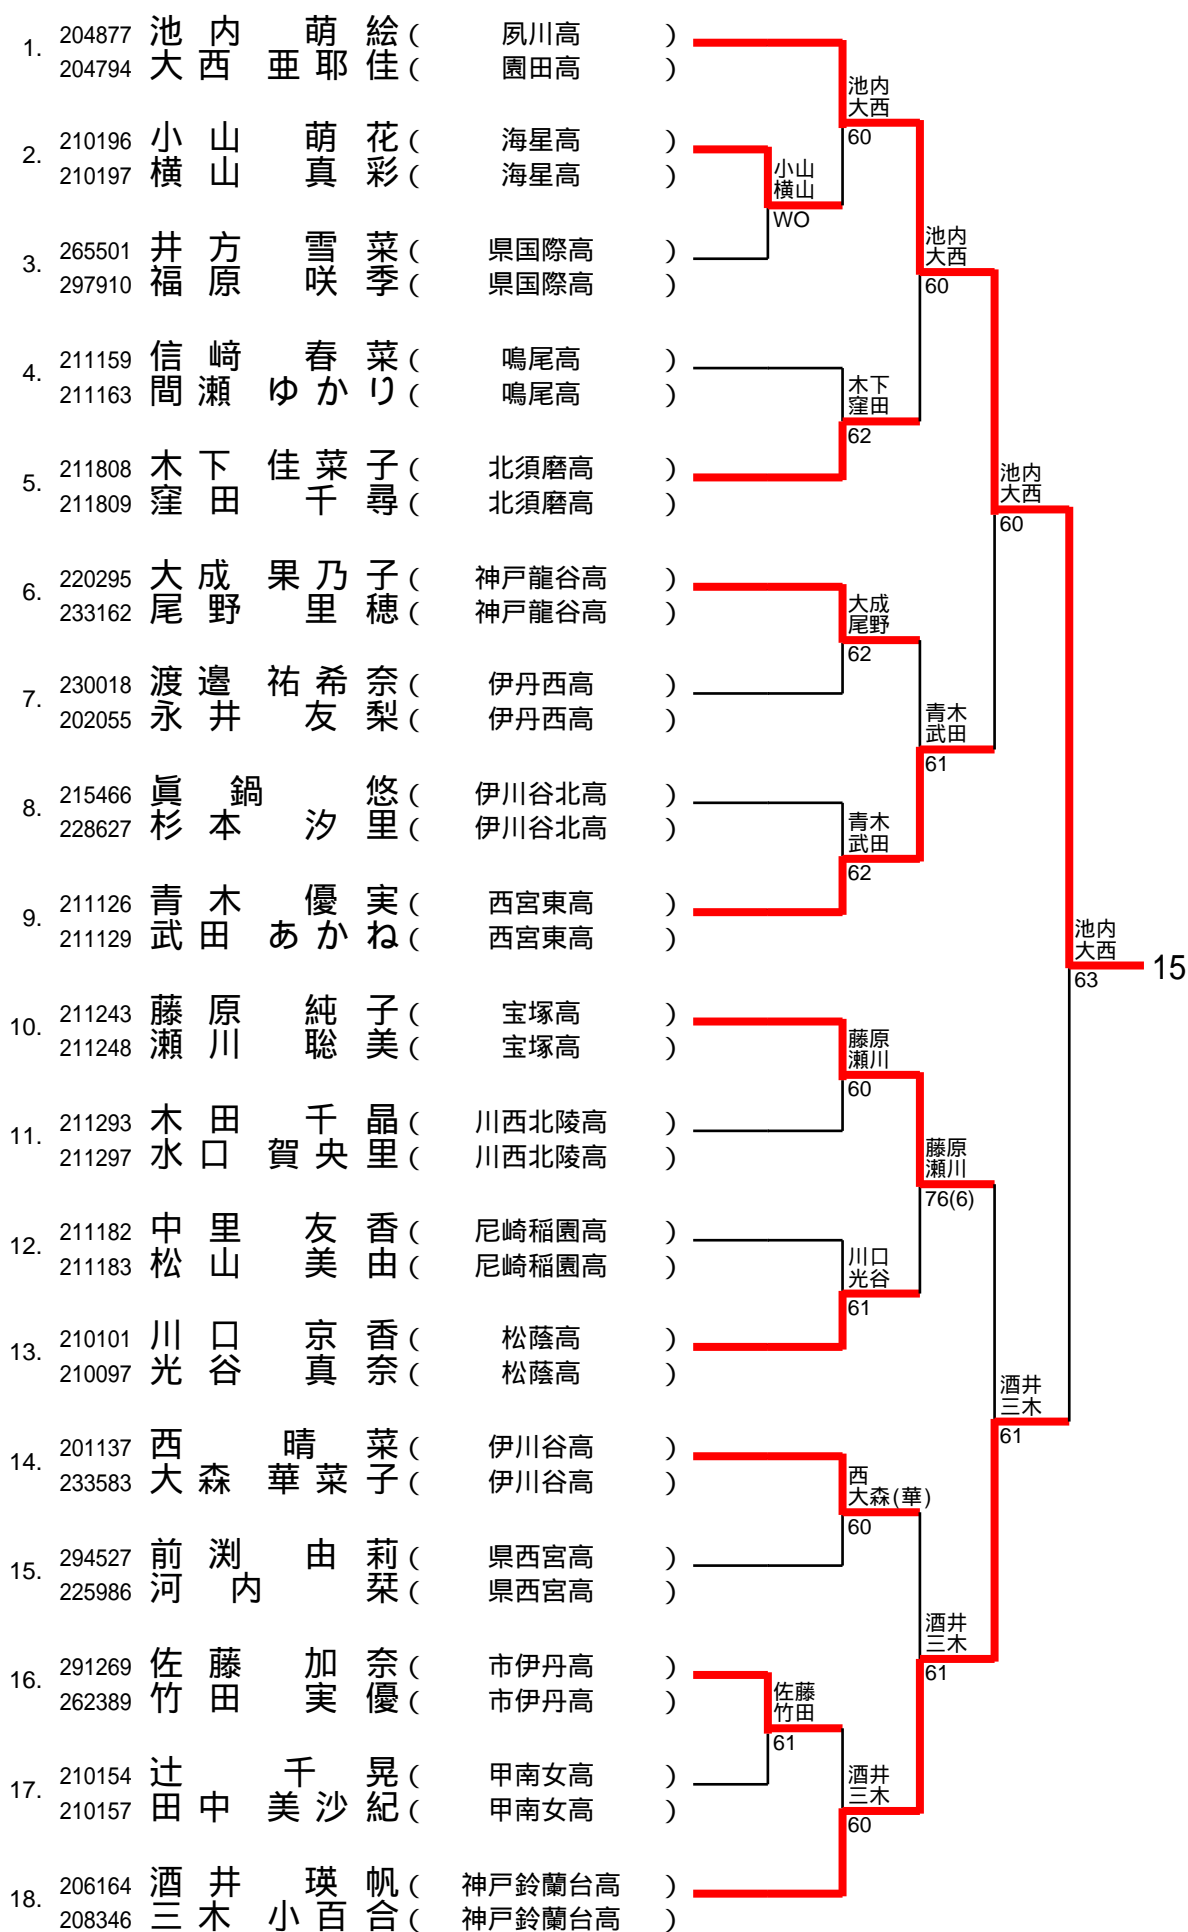 1. 204877 池内 萌絵 ( 夙川高 )
204794 大西 亜耶佳 ( 園田高 )
池内
大西
60
2. 210196 小山 萌花 ( 海星高 )
210197 横山 真彩 ( 海星高 )
小山
横山
WO
3. 265501 井方 雪菜 ( 県国際高 )
297910 福原 咲季 ( 県国際高 )
池内
大西
60
4. 211159 信﨑 春菜 ( 鳴尾高 )
211163 間瀬 ゆかり ( 鳴尾高 )
木下
窪田
62
5. 211808 木下 佳菜子 ( 北須磨高 )
211809 窪田 千尋 ( 北須磨高 )
池内
大西
60
6. 220295 大成 果乃子 ( 神戸龍谷高 )
233162 尾野 里穂 ( 神戸龍谷高 )
大成
尾野
62
7. 230018 渡邉 祐希奈 ( 伊丹西高 )
202055 永井 友梨 ( 伊丹西高 )
青木
武田
61
8. 215466 眞鍋 悠 ( 伊川谷北高 )
228627 杉本 汐里 ( 伊川谷北高 )
青木
武田
62
9. 211126 青木 優実 ( 西宮東高 )
211129 武田 あかね ( 西宮東高 )
池内
大西
63
15
10. 211243 藤原 純子 ( 宝塚高 )
211248 瀬川 聡美 ( 宝塚高 )
藤原
瀬川
60
11. 211293 木田 千晶 ( 川西北陵高 )
211297 水口 賀央里 ( 川西北陵高 )
藤原
瀬川
76(6)
12. 211182 中里 友香 ( 尼崎稲園高 )
211183 松山 美由 ( 尼崎稲園高 )
川口
光谷
61
13. 210101 川口 京香 ( 松蔭高 )
210097 光谷 真奈 ( 松蔭高 )
酒井
三木
61
14. 201137 西 晴菜 ( 伊川谷高 )
233583 大森 華菜子 ( 伊川谷高 )
西
大森(華)
60
15. 294527 前渕 由莉 ( 県西宮高 )
225986 河内 栞 ( 県西宮高 )
酒井
三木
61
16. 291269 佐藤 加奈 ( 市伊丹高 )
262389 竹田 実優 ( 市伊丹高 )
佐藤
竹田
61
17. 210154 辻 千晃 ( 甲南女高 )
210157 田中 美沙紀 ( 甲南女高 )
酒井
三木
60
18. 206164 酒井 瑛帆 ( 神戸鈴蘭台高 )
208346 三木 小百合 ( 神戸鈴蘭台高 )